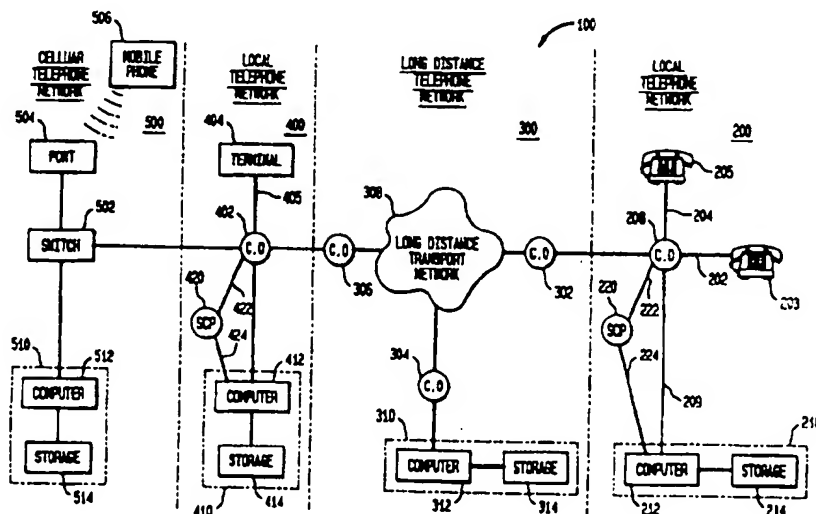 506
MOBILE
PHONE
CELLULAR
TELEPHONE
NETWORK
504
500
PORT
502
SWITCH
510
512
COMPUTER
STORAGE
514
LOCAL
TELEPHONE
NETWORK
404
400
TERMINAL
405
402
C.O
420
422
SCP
424
412
COMPUTER
STORAGE
410
414
100
LONG DISTANCE
TELEPHONE
NETWORK
300
308
LONG DISTANCE
TRANSPORT
NETWORK
C.O
306
C.O
302
304
C.O
310
COMPUTER
STORAGE
312
314
LOCAL
TELEPHONE
NETWORK
200
205
204
208
C.O
202
203
220
222
SCP
224
209
COMPUTER
STORAGE
212
214